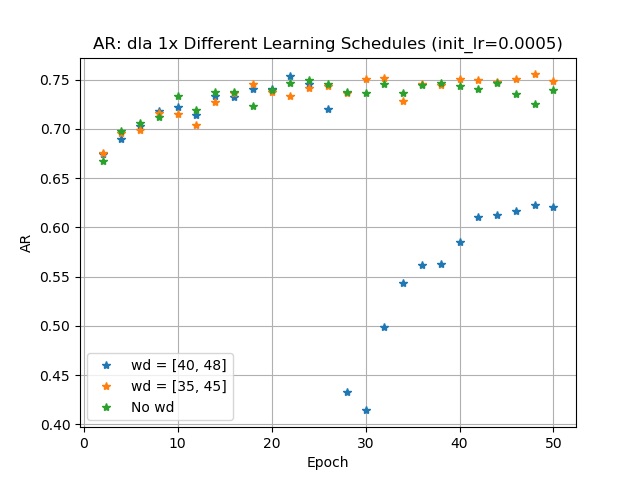 AR: dla 1x Different Learning Schedules (init_lr=0.0005)
0.75
0.70
0.65
0.60
0.55
0.50
0.45
0.40
AR
wd = [40, 48]
wd = [35, 45]
No wd
0 10 20 30 40 50
Epoch